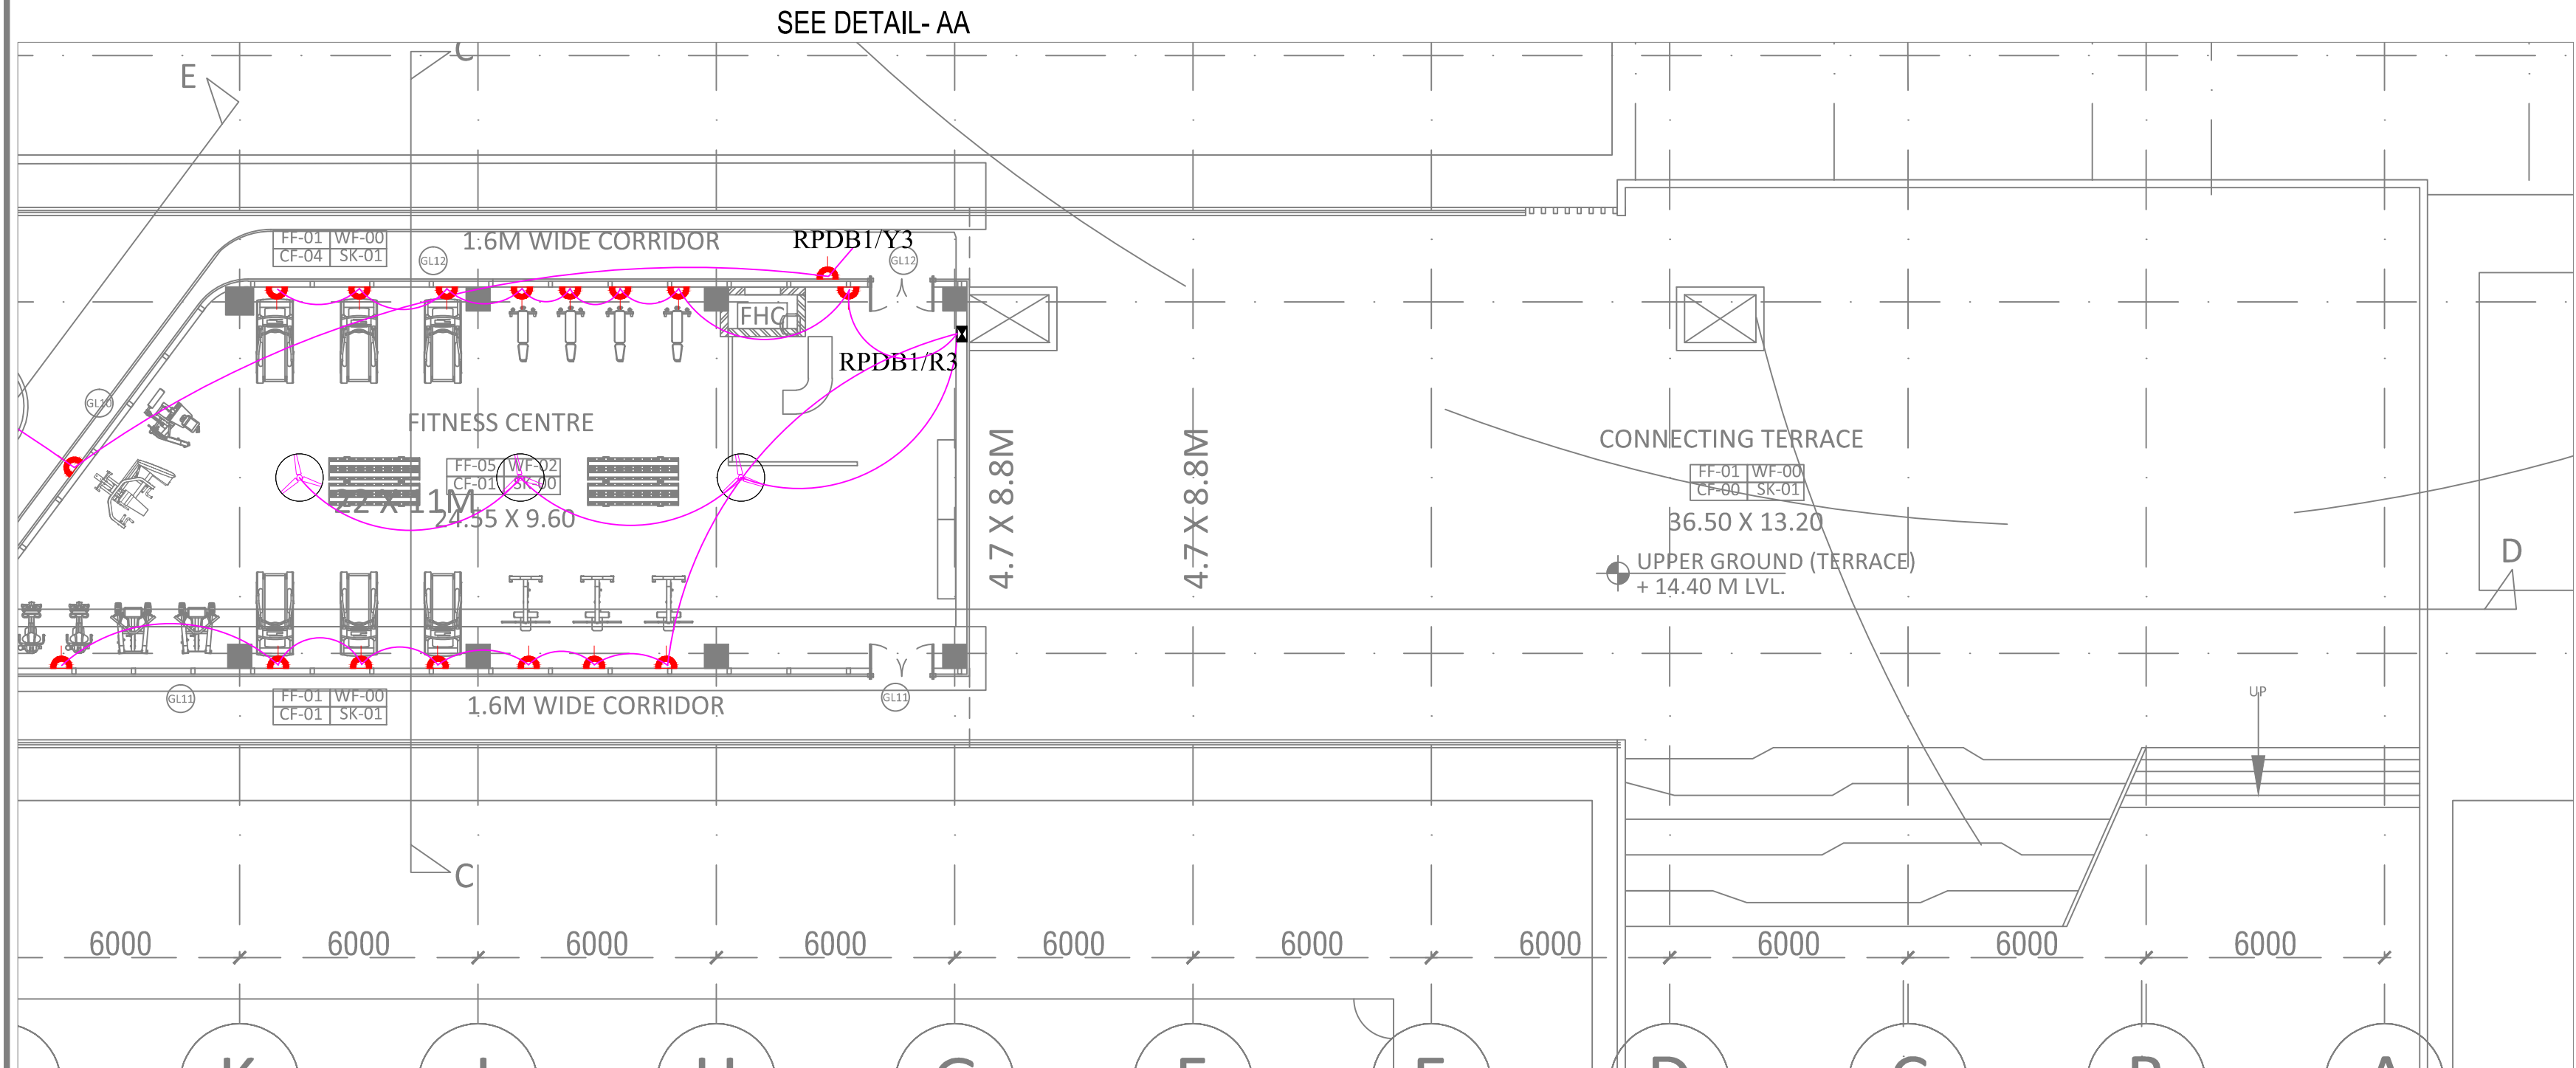 SEE DETAIL- AA
C
E
FF-01 WF-00
CF-04 SK-01
GL12
1.6M WIDE CORRIDOR
RPDB1/Y3
GL12
FHC
RPDB1/R3
GL10
FITNESS CENTRE
FF-05 WF-02
CF-01 SK-00
22 X 11M
24.55 X 9.60
4.7 X 8.8M
4.7 X 8.8M
CONNECTING TERRACE
FF-01 WF-00
CF-00 SK-01
36.50 X 13.20
UPPER GROUND (TERRACE)
+ 14.40 M LVL.
D
GL11
FF-01 WF-00
CF-01 SK-01
1.6M WIDE CORRIDOR
GL11
UP
C
6000 6000 6000 6000 6000 6000 6000 6000 6000 6000